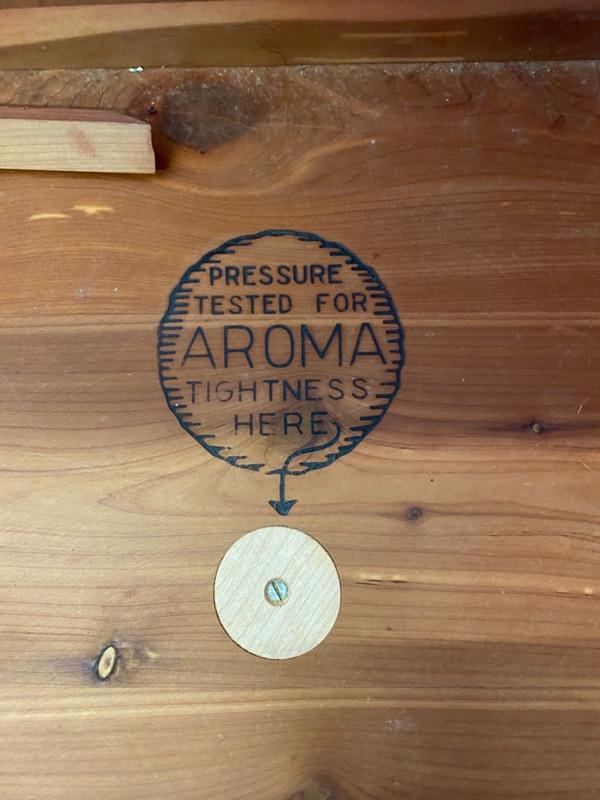 PRESSURE
TESTED FOR
AROMA
TIGHTNESS
HERE